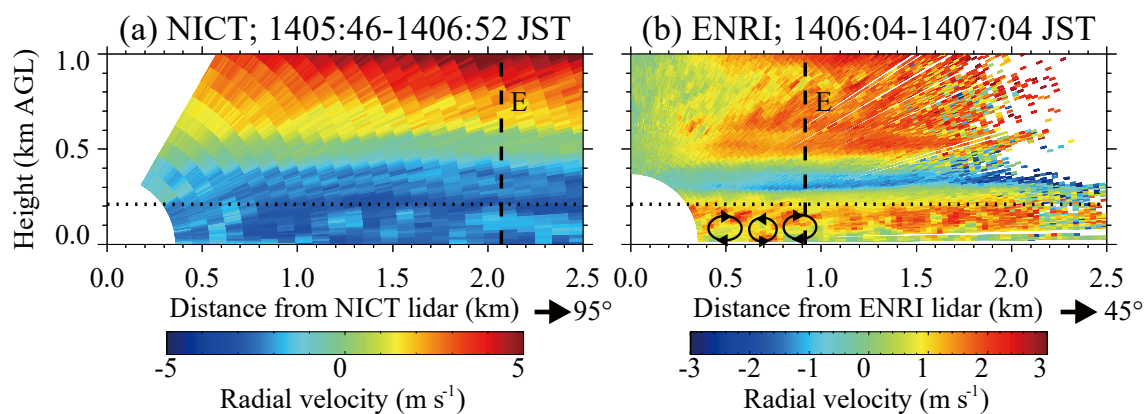 (a) NICT; 1405:46-1406:52 JST
(b) ENRI; 1406:04-1407:04 JST
Height (km AGL)
1.0
0.5
0.0
E
E
0.0 0.5 1.0 1.5 2.0 2.5
0.0 0.5 1.0 1.5 2.0 2.5
Distance from NICT lidar (km) 95°
Distance from ENRI lidar (km) 45°
-5 0 5
-3 -2 -1 0 1 2 3
Radial velocity (m s-1)
Radial velocity (m s-1)